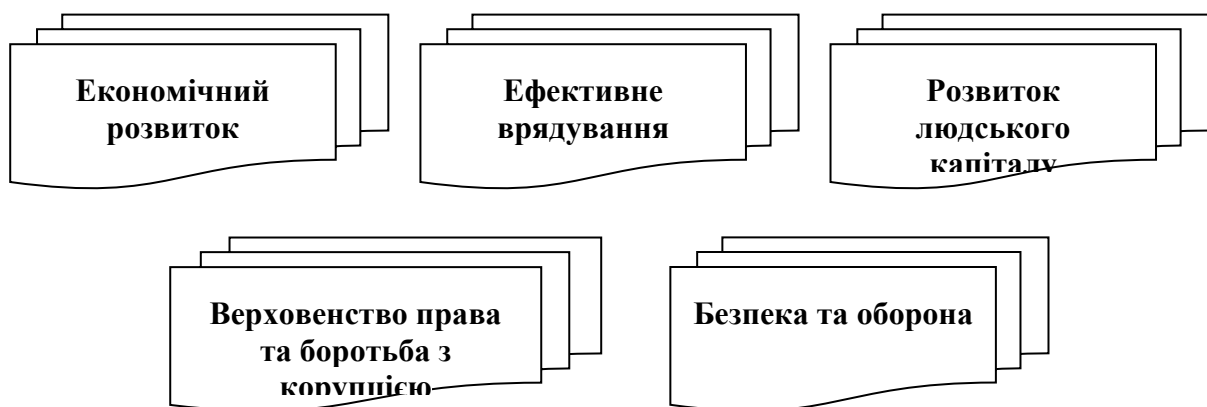 Економічний
розвиток
Ефективне
врядування
Розвиток
людського
капіталу
Верховенство права
та боротьба з
корупцією
Безпека та оборона